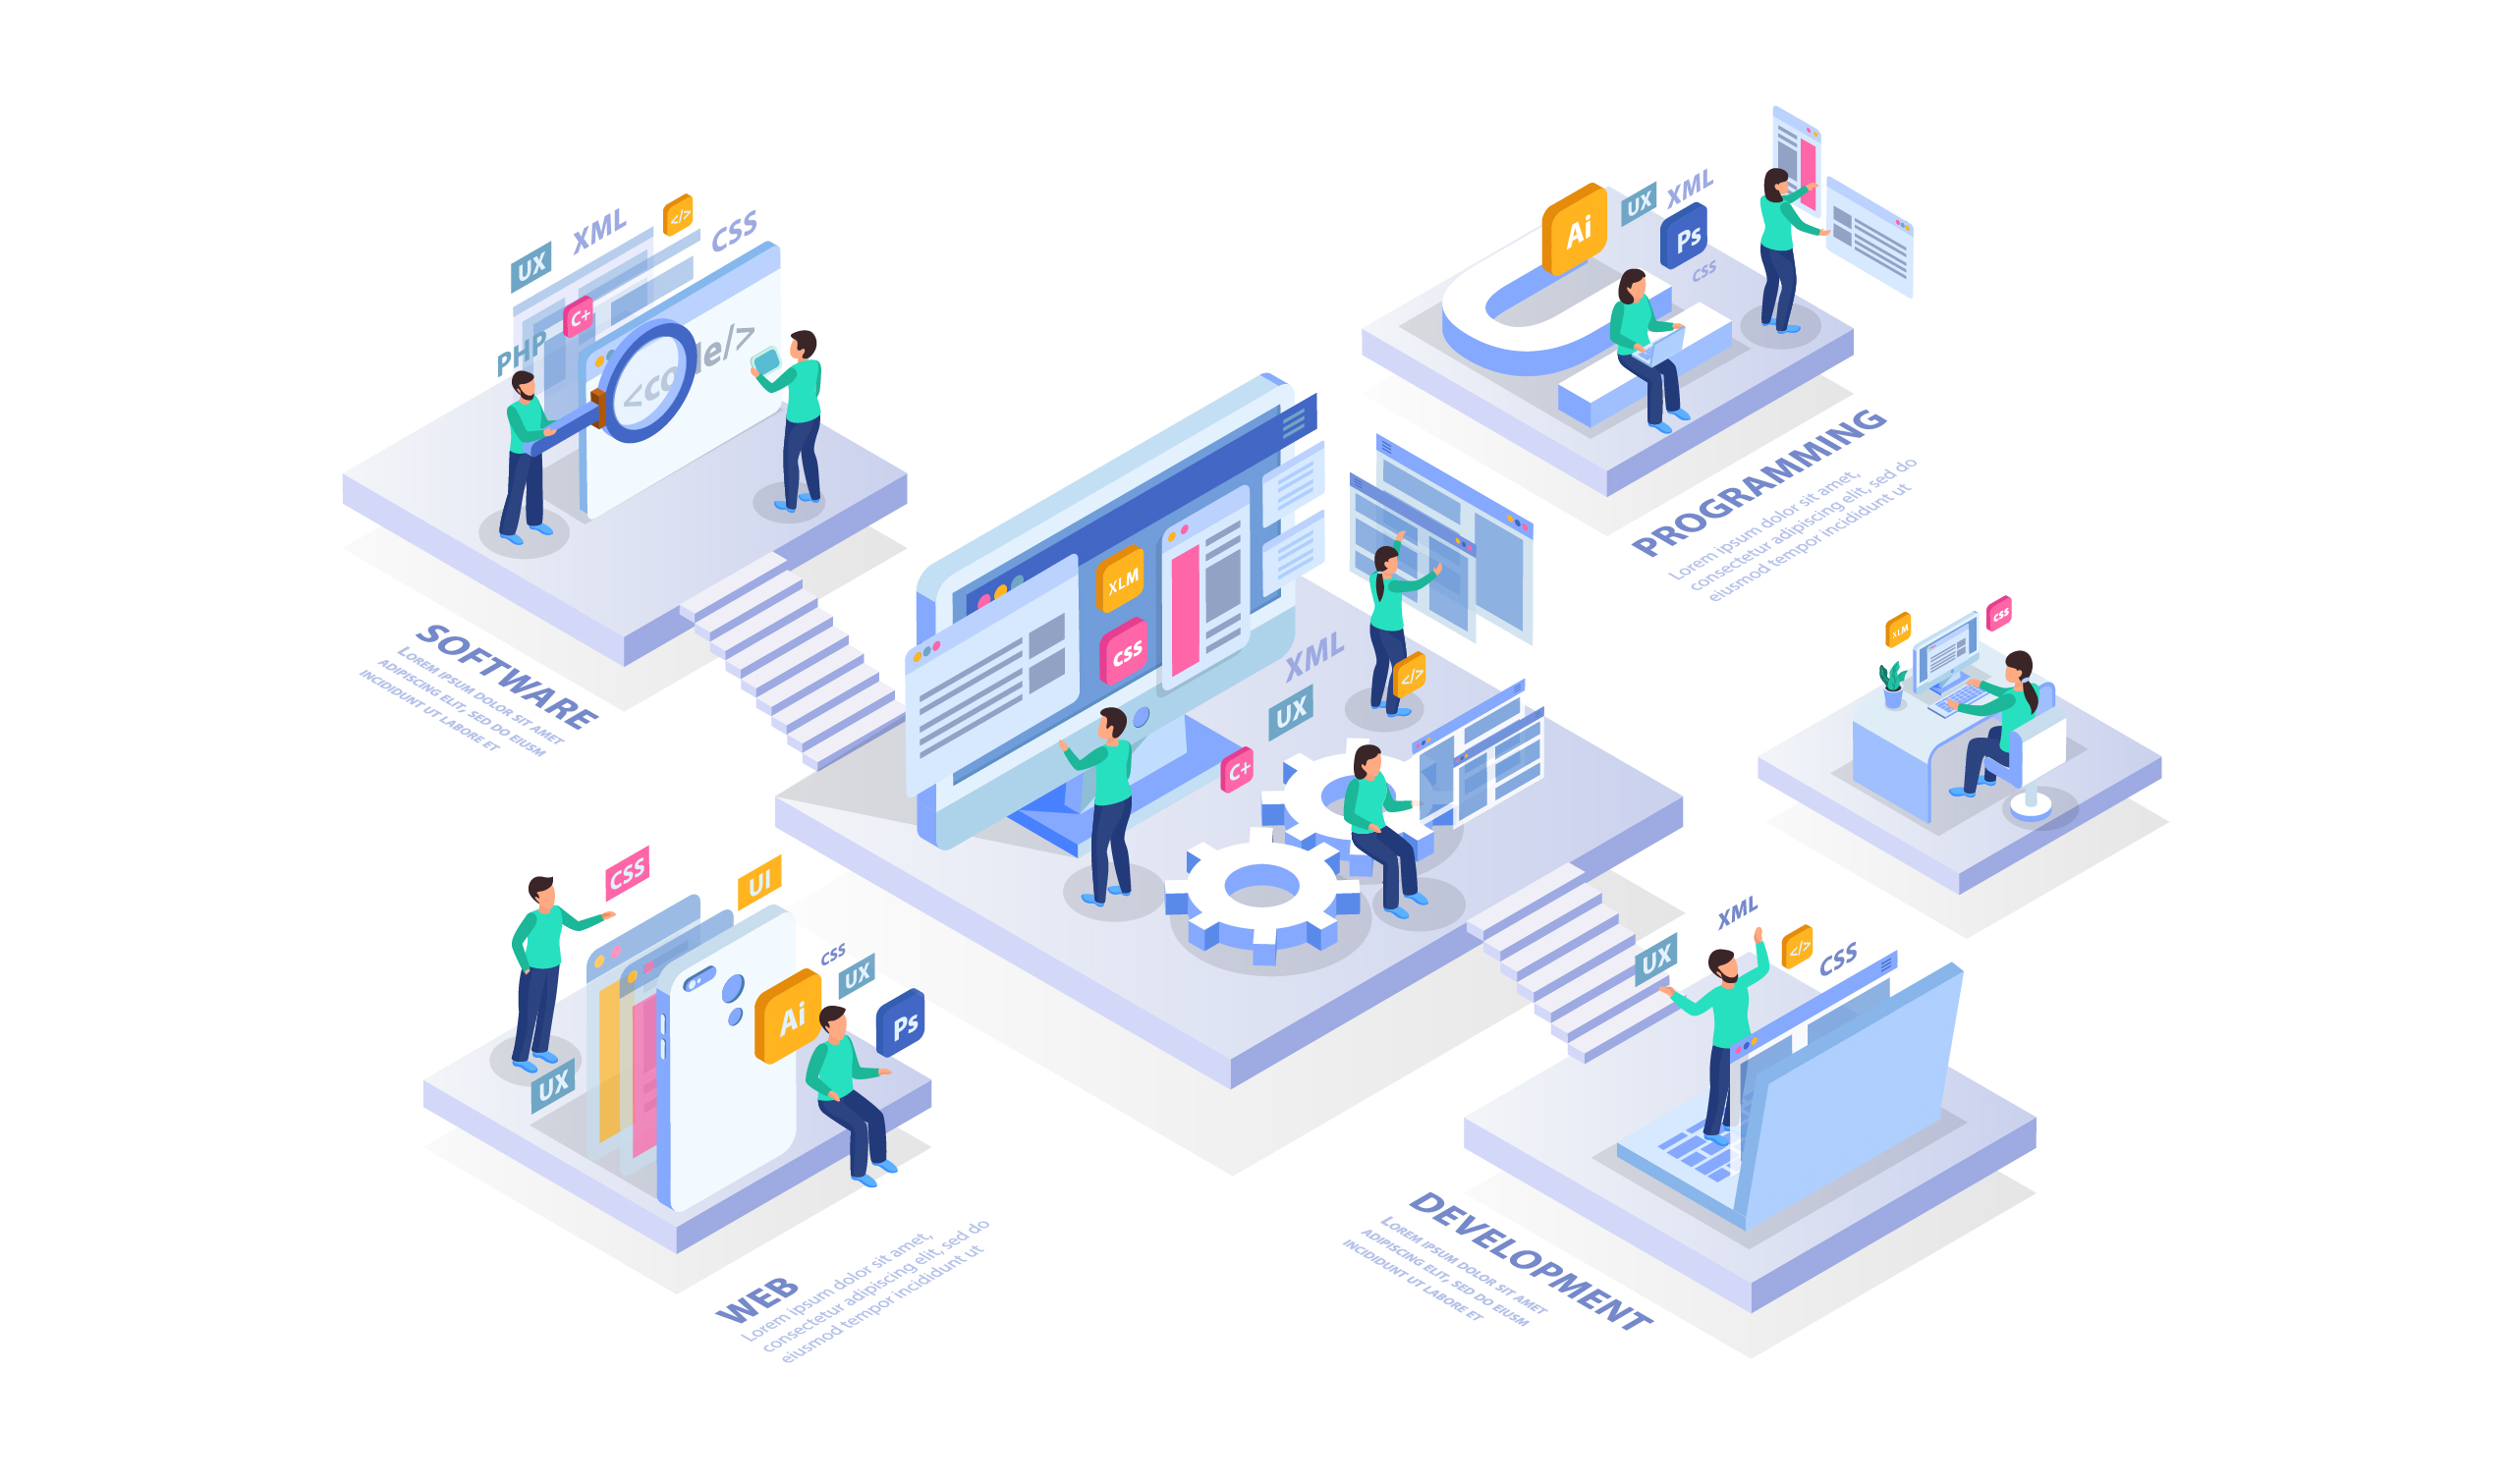 UX
XML
</>
CSS
C+
PHP
<code/>
SOFTWARE
LOREM IPSUM DOLOR SIT AMET
ADIPISCING ELIT, SED DO EIUSM
INCIDIDUNT UT LABORE ET
Ai
UX
XML
Ps
CSS
PROGRAMMING
Lorem ipsum dolor sit amet,
consectetur adipiscing elit, sed do
eiusmod tempor incididunt ut
XLM
CSS
XML
UX
</>
C+
XLM
CSS
CSS
UI
CSS
UX
Ai
Ps
UX
WEB
Lorem ipsum dolor sit amet,
consectetur adipiscing elit, sed do
eiusmod tempor incididunt ut
XML
UX
</>
CSS
DEVELOPMENT
LOREM IPSUM DOLOR SIT AMET
ADIPISCING ELIT, SED DO EIUSM
INCIDIDUNT UT LABORE ET